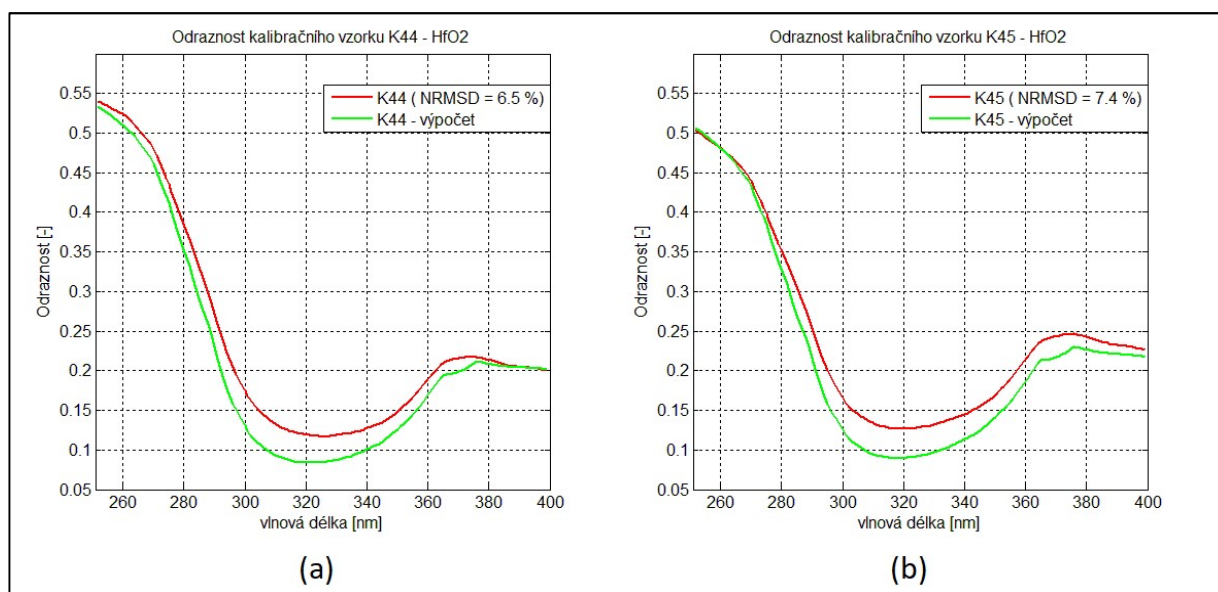 Odraznost kalibračního vzorku K44 - HfO2
K44 ( NRMSD = 6.5 %)
K44 - výpočet
Odraznost [-]
0.55
0.5
0.45
0.4
0.35
0.3
0.25
0.2
0.15
0.1
0.05
260 280 300 320 340 360 380 400
vlnová délka [nm]
(a)
Odraznost kalibračního vzorku K45 - HfO2
K45 ( NRMSD = 7.4 %)
K45 - výpočet
Odraznost [-]
0.55
0.5
0.45
0.4
0.35
0.3
0.25
0.2
0.15
0.1
0.05
260 280 300 320 340 360 380 400
vlnová délka [nm]
(b)